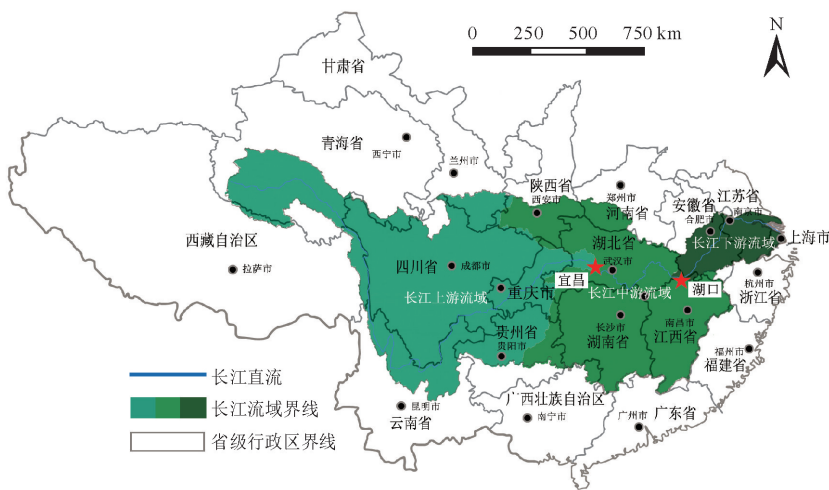 N
0 250 500 750 km
甘肃省
青海省
西宁市
兰州市
陕西省
西安市
郑州市
河南省
安徽省
合肥市
江苏省
南京市
上海市
长江下游流域
西藏自治区
拉萨市
四川省
成都市
长江上游流域
重庆市
湖北省
武汉市
宜昌
长江中游流域
湖口
杭州市
浙江省
贵州省
贵阳市
长沙市
湖南省
南昌市
江西省
福州市
福建省
昆明市
云南省
广西壮族自治区
南宁市
广州市
广东省
长江直流
长江流域界线
省级行政区界线